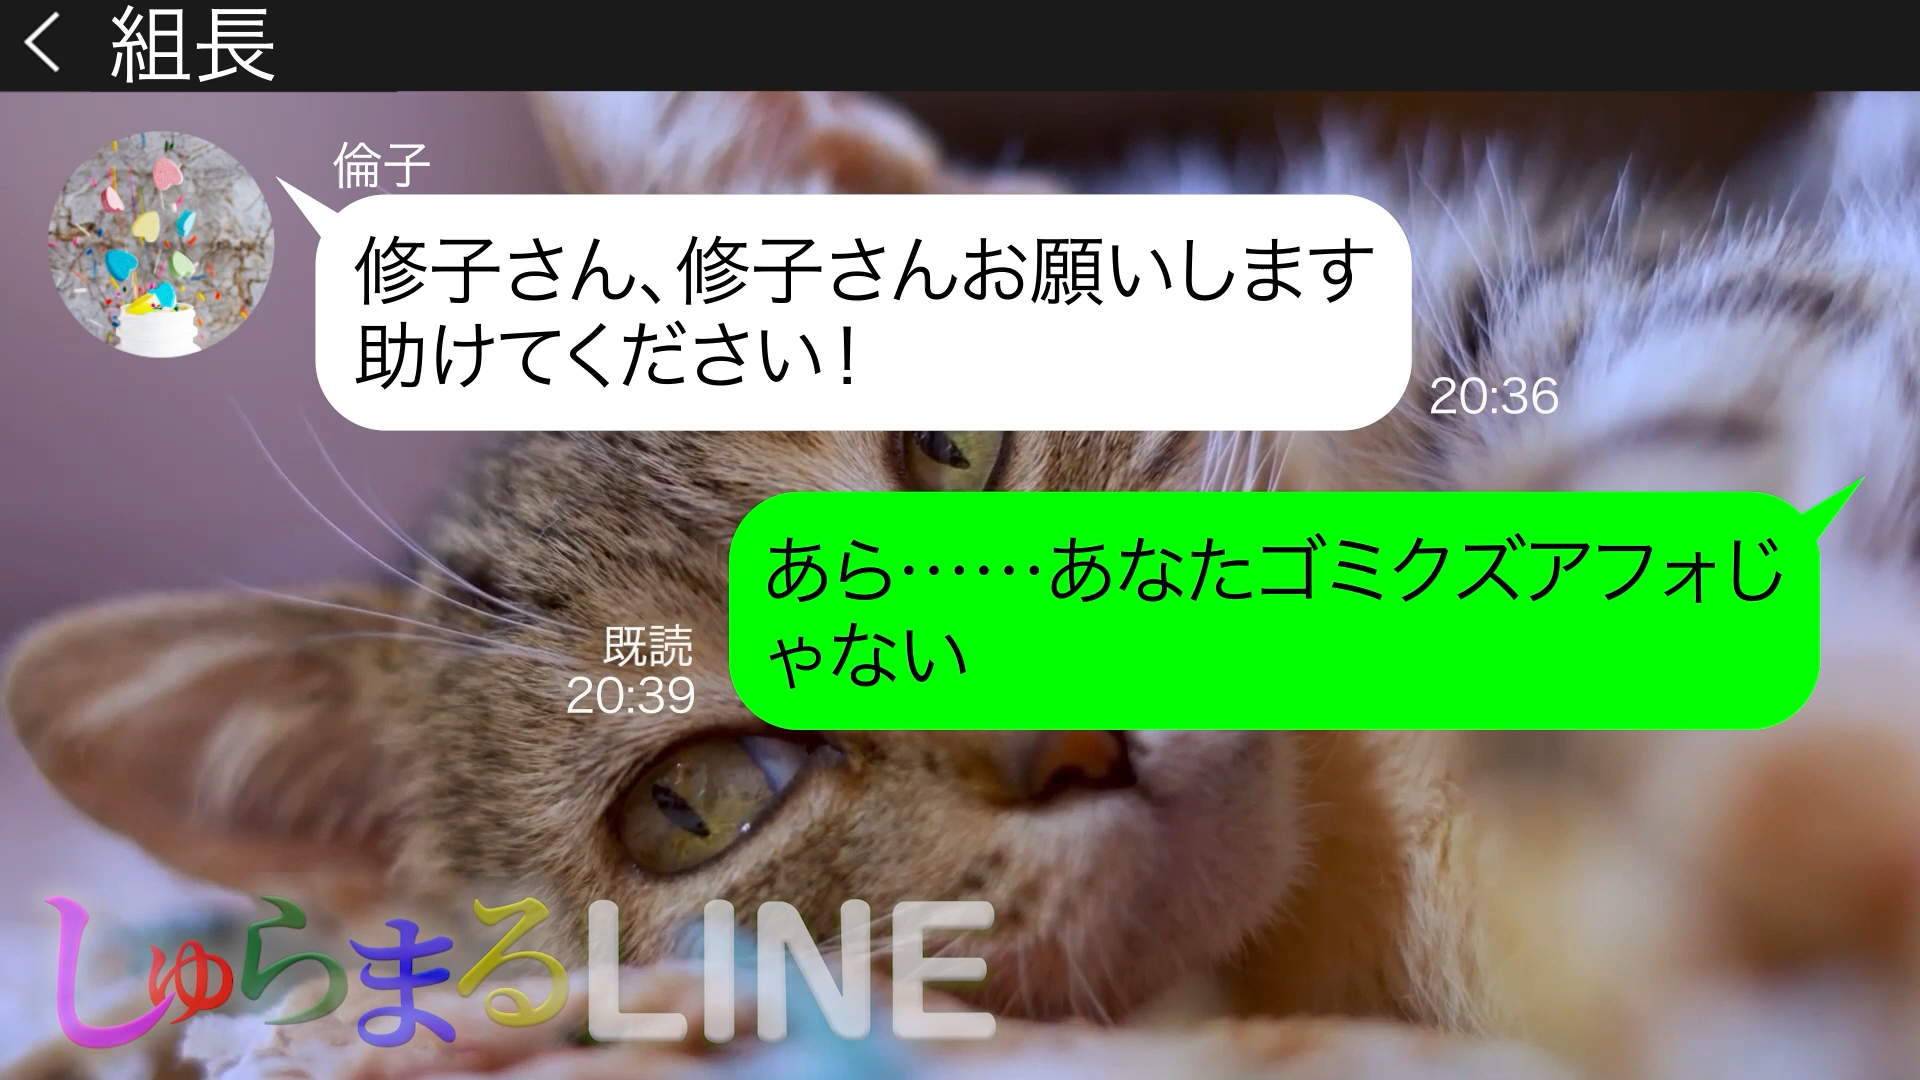 組長
倫子
修子さん、修子さんお願いします
助けてください!
20:36
あら……あなたゴミクズアフォじ
ゃない
既読
20:39
しゅらまるLINE